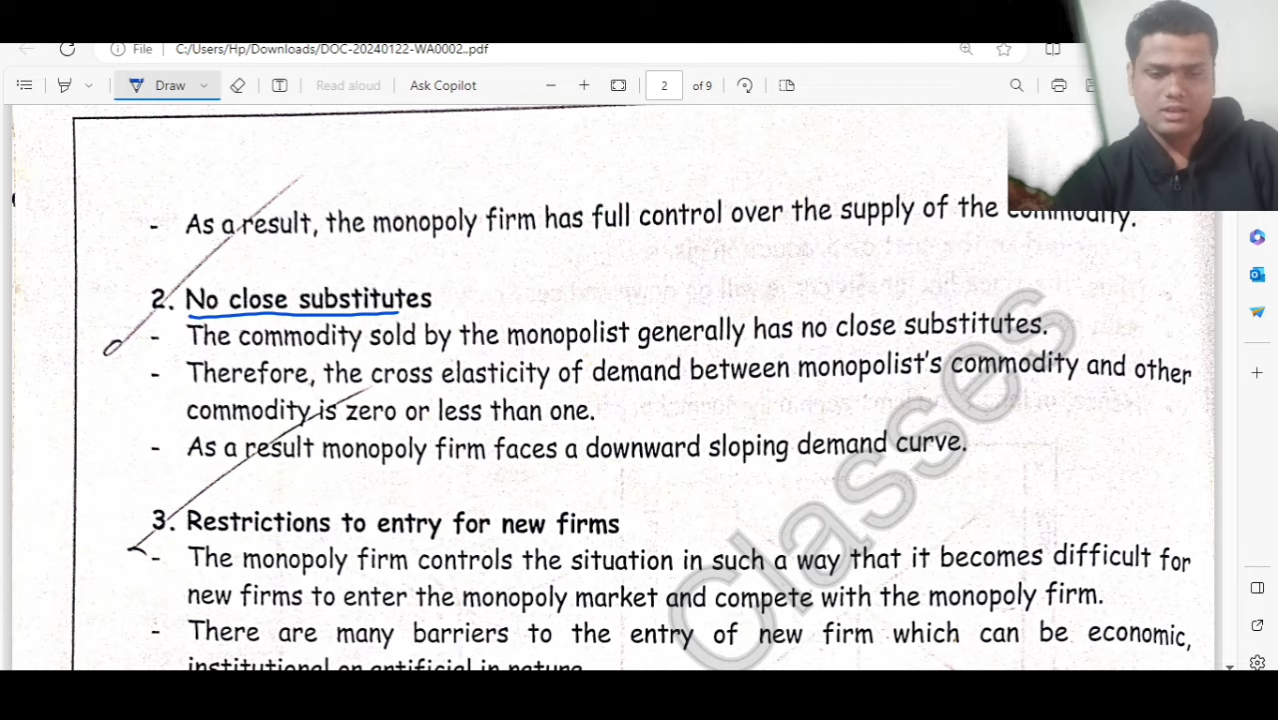 File C:/Users/Hp/Downloads/DOC-20240122-WA0002..pdf
Draw Read aloud Ask Copilot 2 of 9
- As a result, the monopoly firm has full control over the supply of the commodity.
2. No close substitutes
- The commodity sold by the monopolist generally has no close substitutes.
- Therefore, the cross elasticity of demand between monopolist's commodity and other
commodity is zero or less than one.
- As a result monopoly firm faces a downward sloping demand curve.
3. Restrictions to entry for new firms
- The monopoly firm controls the situation in such a way that it becomes difficult for
new firms to enter the monopoly market and compete with the monopoly firm.
- There are many barriers to the entry of new firm which can be economic,
institutional or artificial in nature
Classes